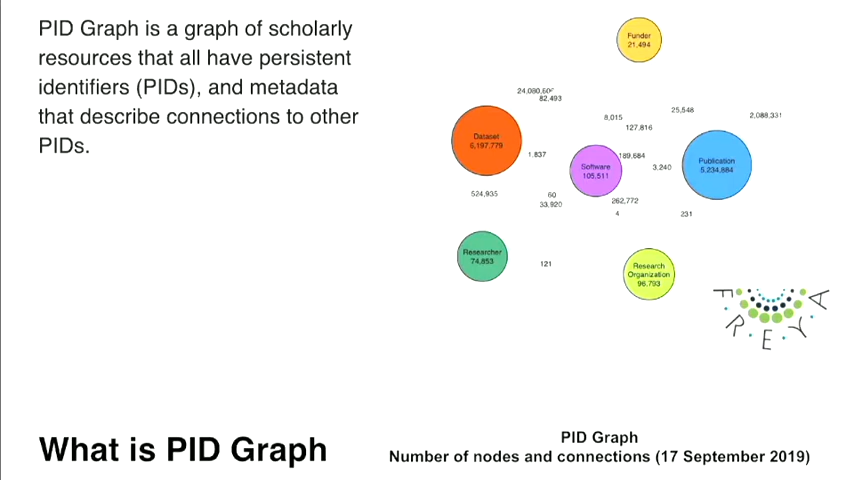 PID Graph is a graph of scholarly
resources that all have persistent
identifiers (PIDs), and metadata
that describe connections to other
PIDs.
Funder
21,494
82,493
8,015
25,548
2,088,331
127,816
Dataset
6,197,779
1,837
189,684
Software
105,511
3,240
Publication
5,234,884
524,935
60
33,920
262,772
4
231
Researcher
74,853
121
Research
Organization
96,703
F R E Y A
What is PID Graph
PID Graph
Number of nodes and connections (17 September 2019)